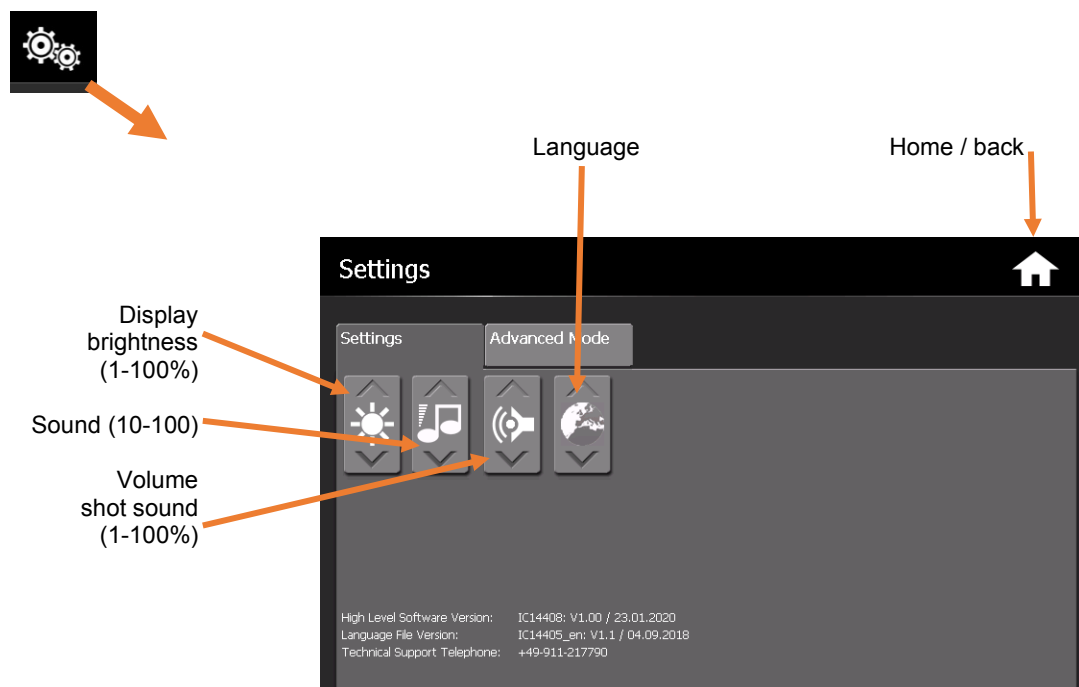 Language
Home / back
Settings
Display
brightness
(1-100%)
Settings
Advanced Mode
Sound (10-100)
Volume
shot sound
(1-100%)
High Level Software Version: IC14408: V1.00 / 23.01.2020
Language File Version: IC14405_en: V1.1 / 04.09.2018
Technical Support Telephone: +49-911-217790